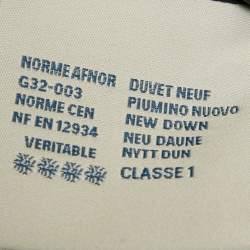 NORME AFNOR
G32-003
NORME CEN
NF EN 12934
VERITABLE
DUVET NEUF
PIUMINO NUOVO
NEW DOWN
NEU DAUNE
NYTT DUN
CLASSE 1